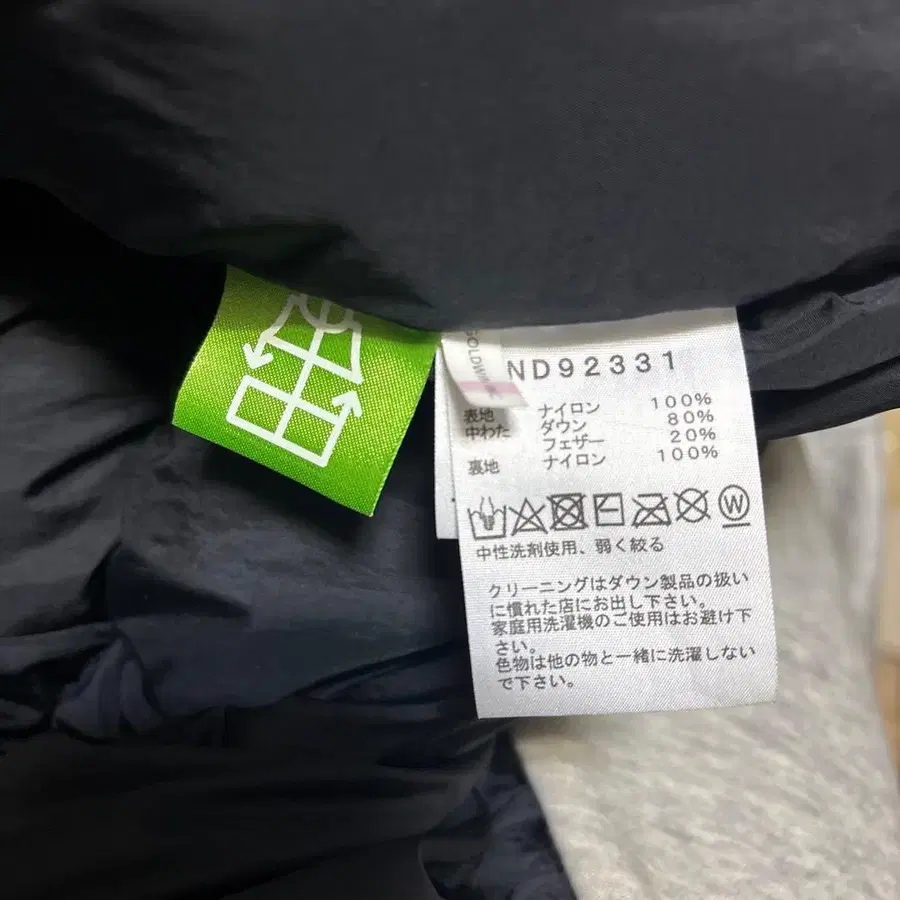 GOLDWIN
ND92331
表地 ナイロン 100%
中わた ダウン 80%
フェザー 20%
裏地 ナイロン 100%
W
中性洗剤使用、弱く絞る
クリーニングはダウン製品の扱い
に慣れた店にお出し下さい。
家庭用洗濯機のご使用はお避け下
さい。
色物は他の物と一緒に洗濯しない
で下さい。